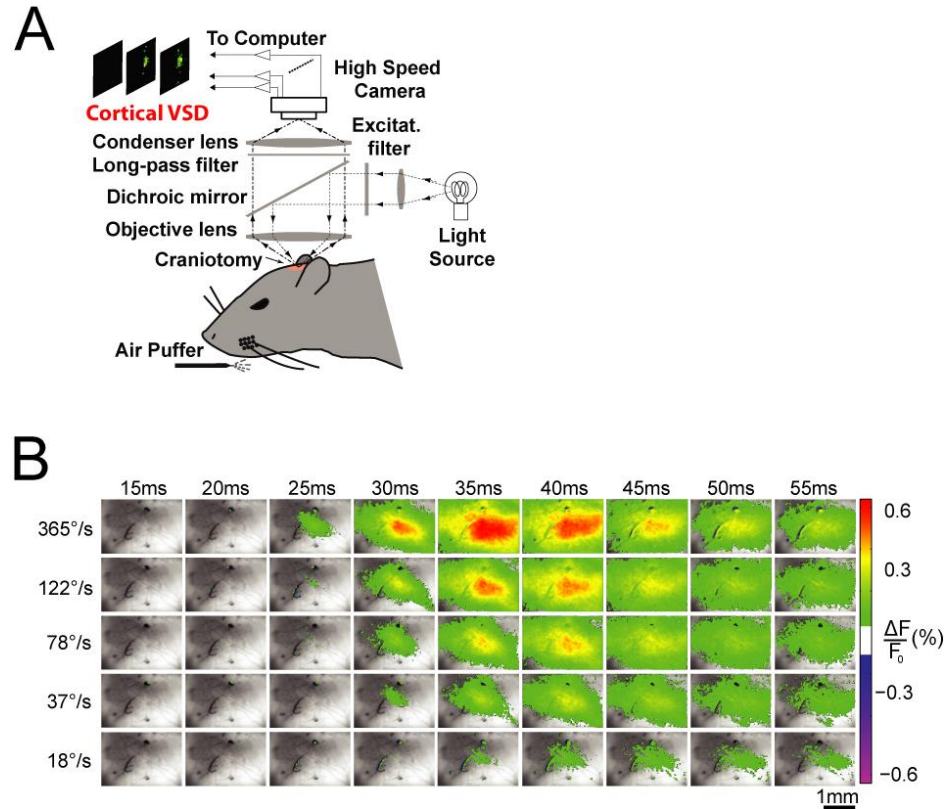 A
To Computer
High Speed
Camera
Cortical VSD
Condenser lens
Excitat.
filter
Long-pass filter
Dichroic mirror
Objective lens
Light
Source
Craniotomy
Air Puffer
B
15ms 20ms 25ms 30ms 35ms 40ms 45ms 50ms 55ms
365°/s
122°/s
78°/s
37°/s
18°/s
0.6
0.3
ΔF
F₀ (%)
−0.3
−0.6
1mm